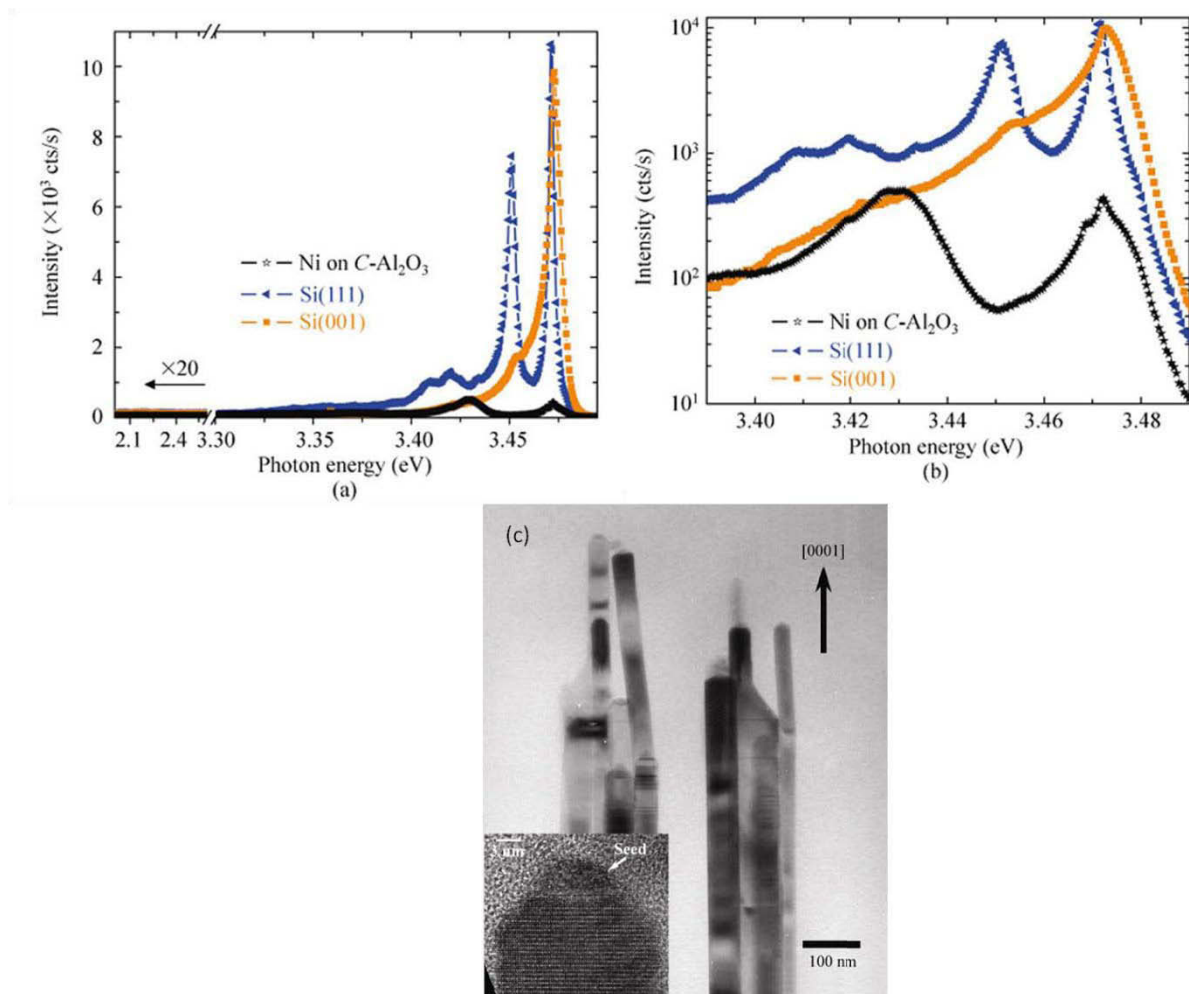 10
8
6
4
2
0
Intensity (×10³ cts/s)
Ni on C-Al₂O₃
Si(111)
Si(001)
×20
2.1 2.4 3.30 3.35 3.40 3.45
Photon energy (eV)
(a)
10⁴
10³
10²
10¹
Intensity (cts/s)
Ni on C-Al₂O₃
Si(111)
Si(001)
3.40 3.42 3.44 3.46 3.48
Photon energy (eV)
(b)
(c)
[0001]
3 nm
Seed
100 nm